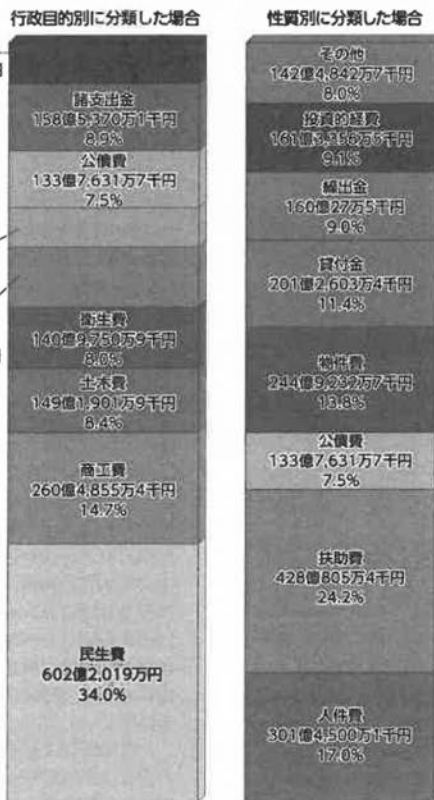 行政目的別に分類した場合
諸支出金
158億5,370万1千円
8.9%
公債費
133億7,631万7千円
7.5%
衛生費
140億9,750万9千円
8.0%
土木費
149億1,901万9千円
8.4%
商工費
260億4,855万4千円
14.7%
民生費
602億2,019万円
34.0%
性質別に分類した場合
その他
142億4,842万7千円
8.0%
投資的経費
161億3,356万6千円
9.1%
繰出金
160億27万5千円
9.0%
貸付金
201億2,603万4千円
11.4%
物件費
244億9,232万7千円
13.8%
公債費
133億7,631万7千円
7.5%
扶助費
428億805万4千円
24.2%
人件費
301億4,500万1千円
17.0%